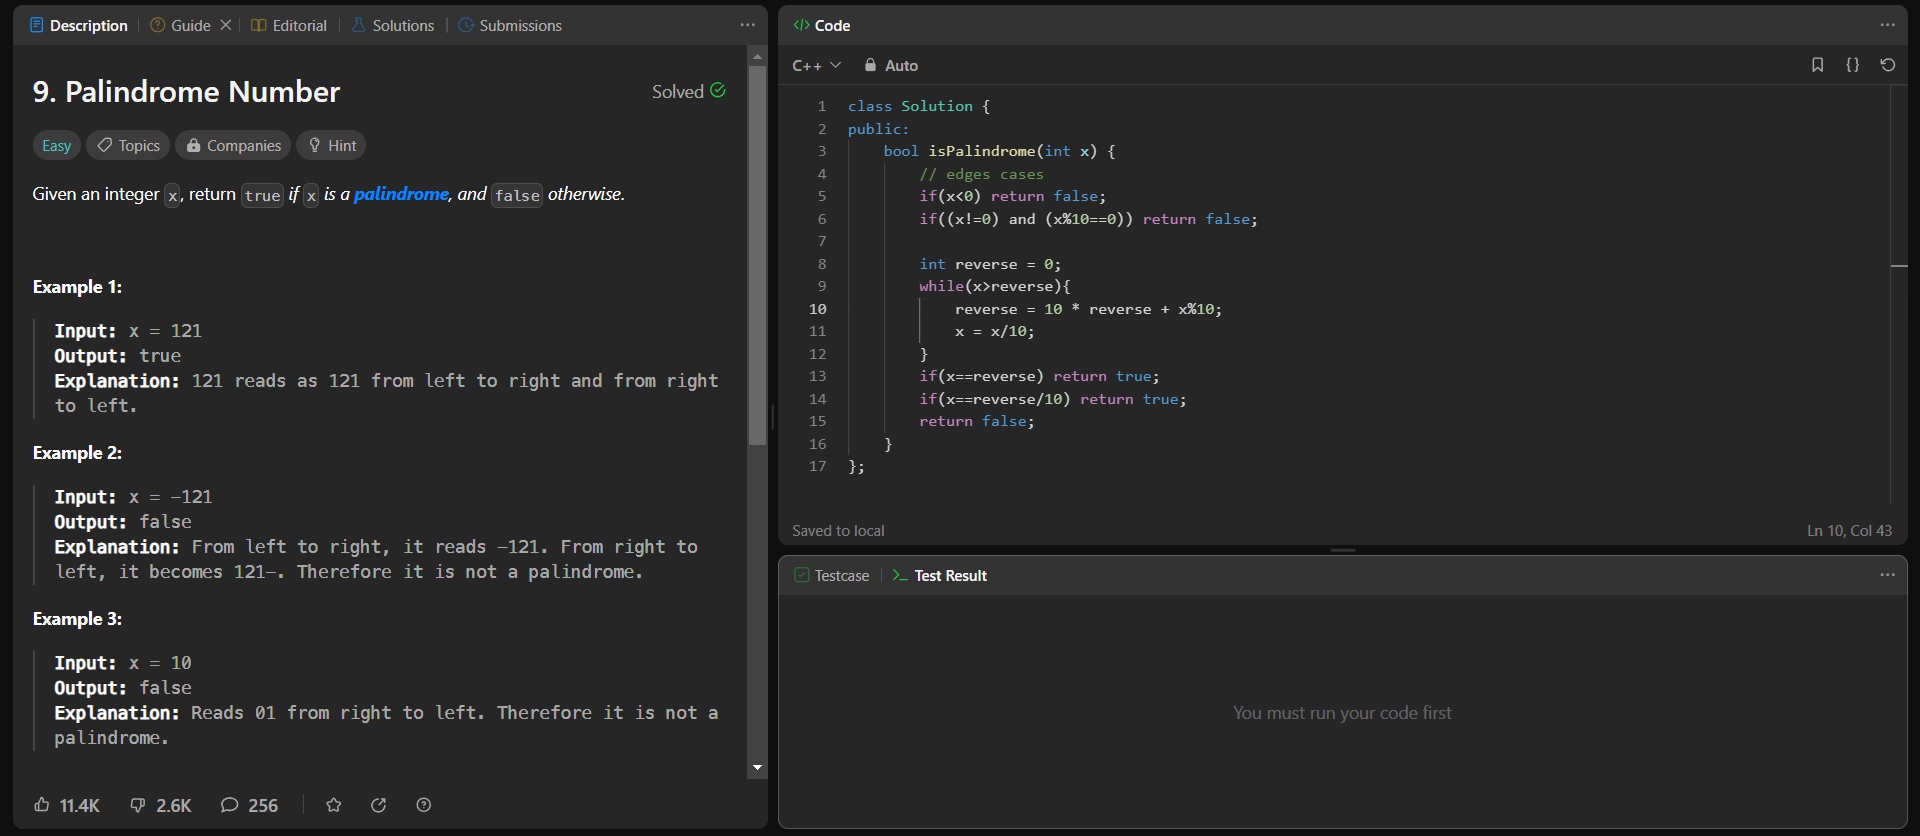 Description
Guide
Editorial
Solutions
Submissions
9. Palindrome Number
Solved
Easy
Topics
Companies
Hint
Given an integer x, return true if x is a palindrome, and false otherwise.
Example 1:
Input: x = 121
Output: true
Explanation: 121 reads as 121 from left to right and from right
to left.
Example 2:
Input: x = -121
Output: false
Explanation: From left to right, it reads -121. From right to
left, it becomes 121-. Therefore it is not a palindrome.
Example 3:
Input: x = 10
Output: false
Explanation: Reads 01 from right to left. Therefore it is not a
palindrome.
11.4K
2.6K
256
</> Code
C++
Auto
1 class Solution {
2 public:
3     bool isPalindrome(int x) {
4         // edges cases
5         if(x<0) return false;
6         if((x!=0) and (x%10==0)) return false;
7
8         int reverse = 0;
9         while(x>reverse){
10             reverse = 10 * reverse + x%10;
11             x = x/10;
12         }
13         if(x==reverse) return true;
14         if(x==reverse/10) return true;
15         return false;
16     }
17 };
Saved to local
Ln 10, Col 43
Testcase
Test Result
You must run your code first